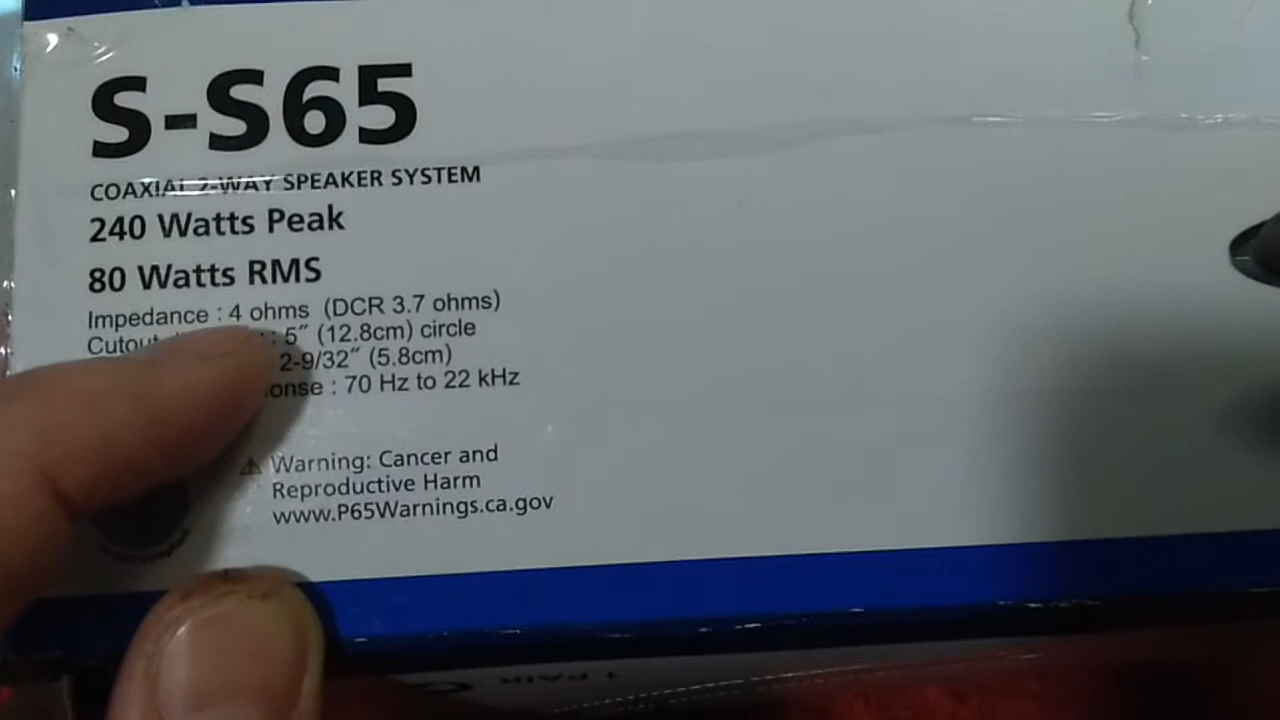 S-S65
COAXIAL 2-WAY SPEAKER SYSTEM
240 Watts Peak
80 Watts RMS
Impedance : 4 ohms (DCR 3.7 ohms)
: 5″ (12.8cm) circle
2-9/32″ (5.8cm)
: 70 Hz to 22 kHz
⚠ Warning: Cancer and
Reproductive Harm
www.P65Warnings.ca.gov
1 PAIR